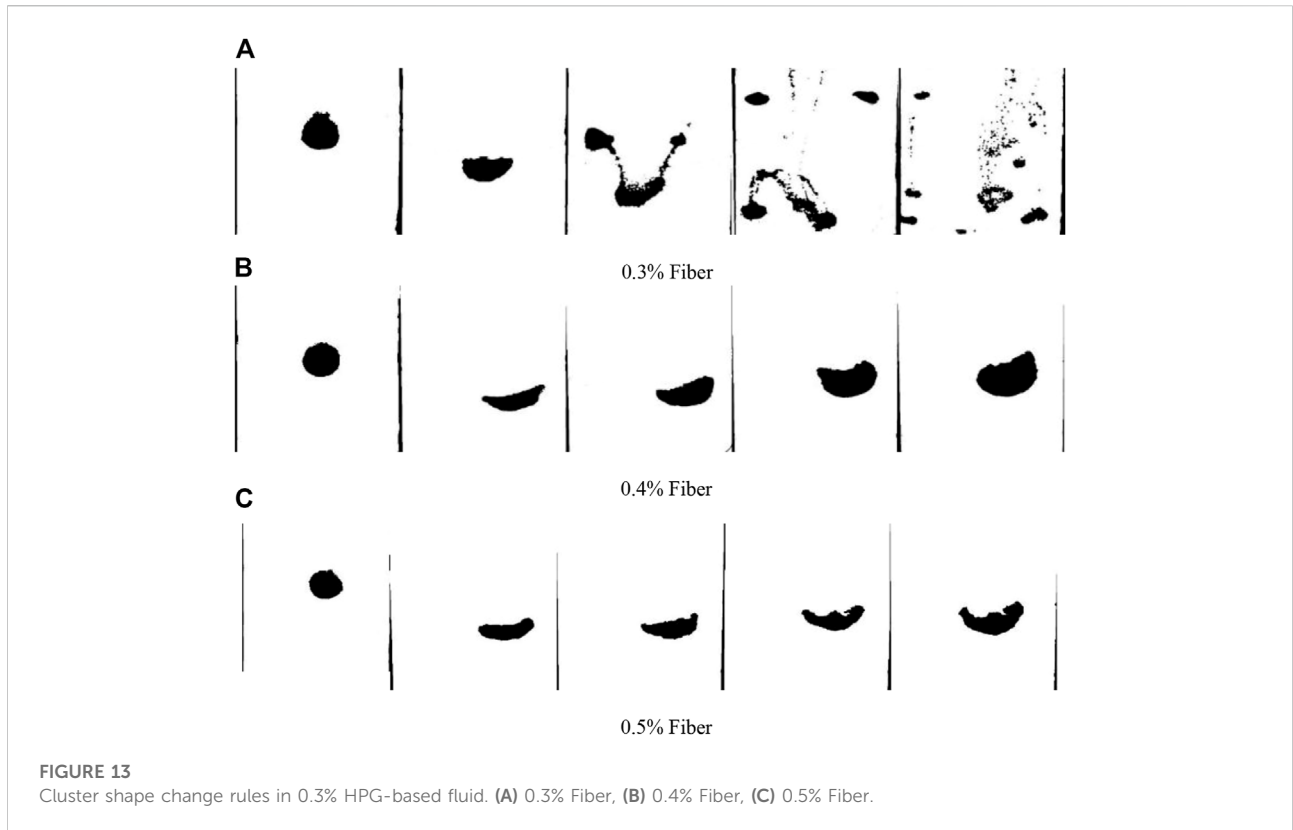 A
0.3% Fiber
B
0.4% Fiber
C
0.5% Fiber
FIGURE 13
Cluster shape change rules in 0.3% HPG-based fluid. (A) 0.3% Fiber, (B) 0.4% Fiber, (C) 0.5% Fiber.